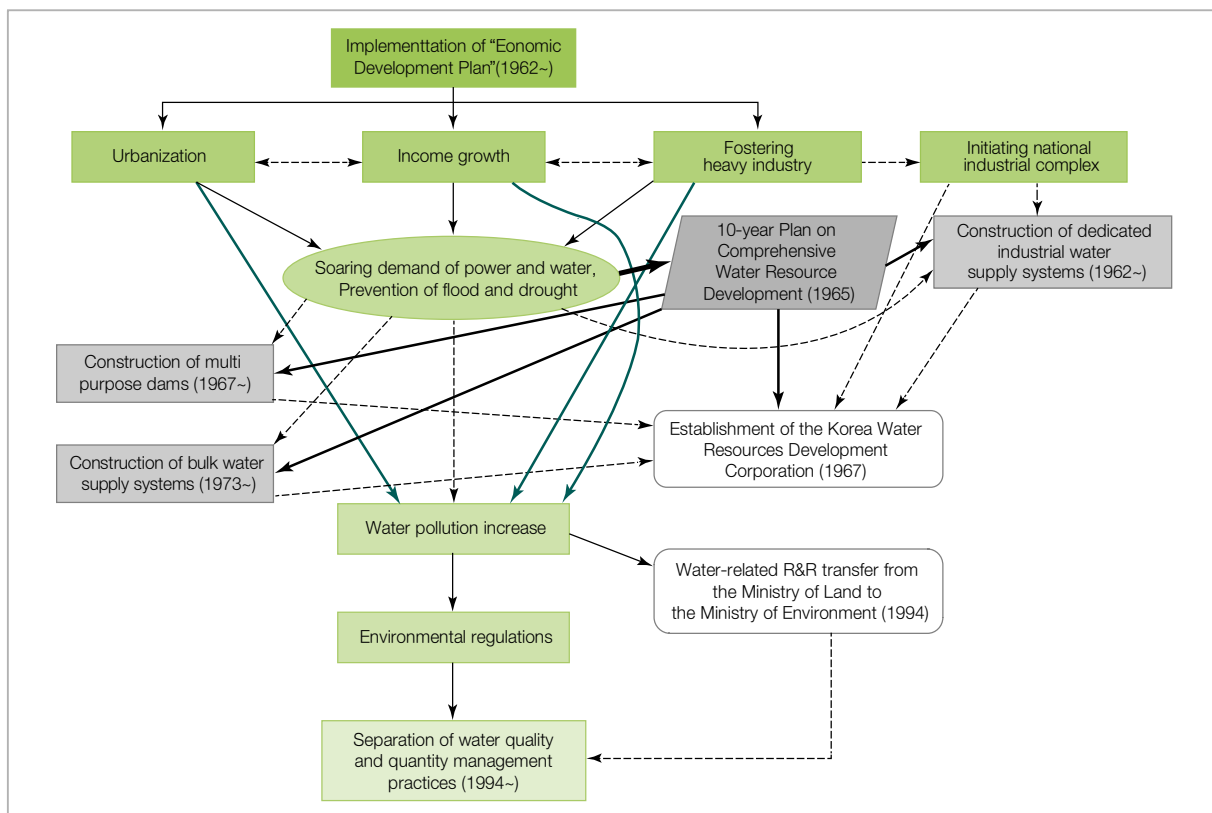 Implementtation of “Eonomic
Development Plan”(1962~)
Urbanization
Income growth
Fostering
heavy industry
Initiating national
industrial complex
Soaring demand of power and water,
Prevention of flood and drought
10-year Plan on
Comprehensive
Water Resource
Development (1965)
Construction of dedicated
industrial water
supply systems (1962~)
Construction of multi
purpose dams (1967~)
Construction of bulk water
supply systems (1973~)
Establishment of the Korea Water
Resources Development
Corporation (1967)
Water pollution increase
Water-related R&R transfer from
the Ministry of Land to
the Ministry of Environment (1994)
Environmental regulations
Separation of water quality
and quantity management
practices (1994~)